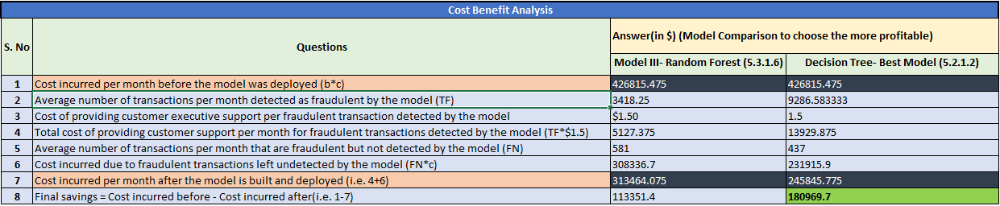 Cost Benefit Analysis
S. No Questions Answer(in $) (Model Comparison to choose the more profitable)
Model III- Random Forest (5.3.1.6) Decision Tree- Best Model (5.2.1.2)
1 Cost incurred per month before the model was deployed (b*c) 426815.475 426815.475
2 Average number of transactions per month detected as fraudulent by the model (TF) 3418.25 9286.583333
3 Cost of providing customer executive support per fraudulent transaction detected by the model $1.50 1.5
4 Total cost of providing customer support per month for fraudulent transactions detected by the model (TF*$1.5) 5127.375 13929.875
5 Average number of transactions per month that are fraudulent but not detected by the model (FN) 581 437
6 Cost incurred due to fraudulent transactions left undetected by the model (FN*c) 308336.7 231915.9
7 Cost incurred per month after the model is built and deployed (i.e. 4+6) 313464.075 245845.775
8 Final savings = Cost incurred before - Cost incurred after(i.e. 1-7) 113351.4 180969.7